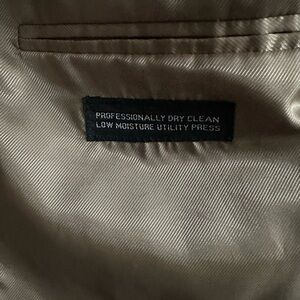 PROFESSIONALLY DRY CLEAN
LOW MOISTURE UTILITY PRESS